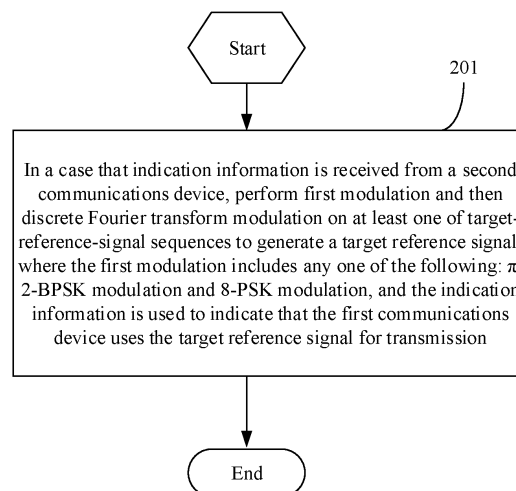 Start
201
In a case that indication information is received from a second
communications device, perform first modulation and then
discrete Fourier transform modulation on at least one of target-
reference-signal sequences to generate a target reference signal
where the first modulation includes any one of the following: π
2-BPSK modulation and 8-PSK modulation, and the indication
information is used to indicate that the first communications
device uses the target reference signal for transmission
End